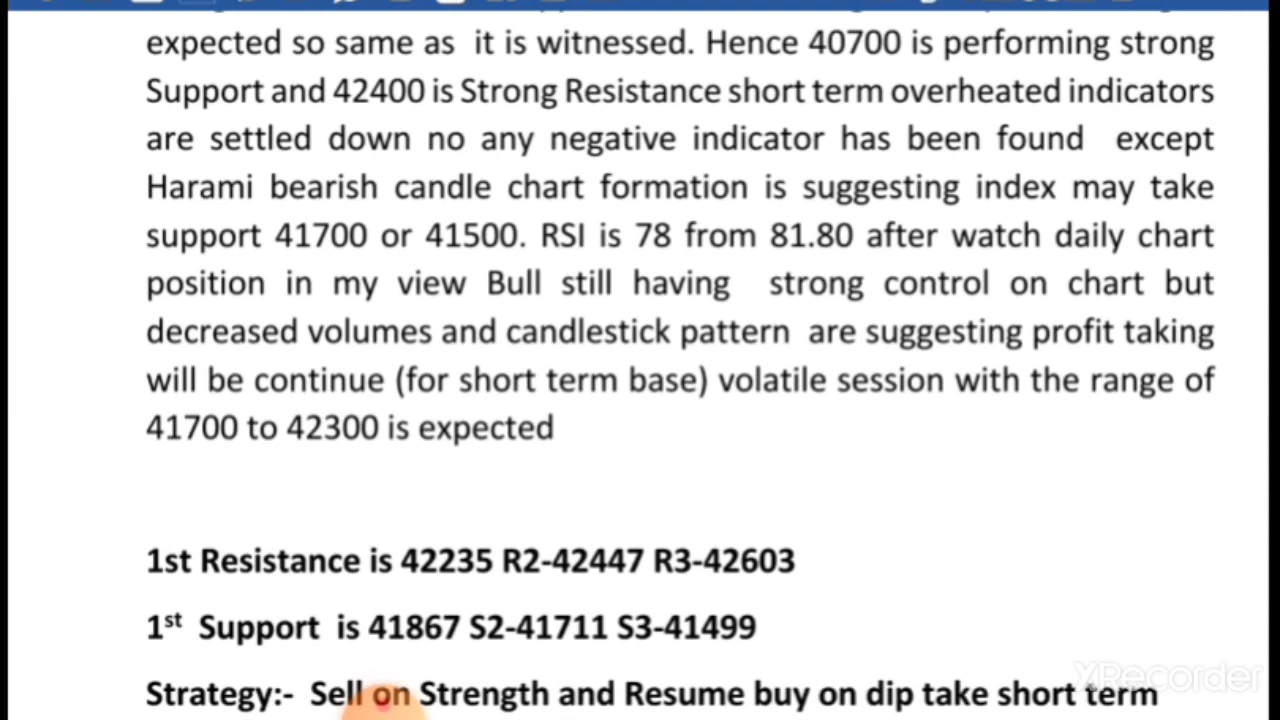 expected so same as it is witnessed. Hence 40700 is performing strong
Support and 42400 is Strong Resistance short term overheated indicators
are settled down no any negative indicator has been found except
Harami bearish candle chart formation is suggesting index may take
support 41700 or 41500. RSI is 78 from 81.80 after watch daily chart
position in my view Bull still having strong control on chart but
decreased volumes and candlestick pattern are suggesting profit taking
will be continue (for short term base) volatile session with the range of
41700 to 42300 is expected
1st Resistance is 42235 R2-42447 R3-42603
1st Support is 41867 S2-41711 S3-41499
XRecorder
Strategy:- Sell on Strength and Resume buy on dip take short term